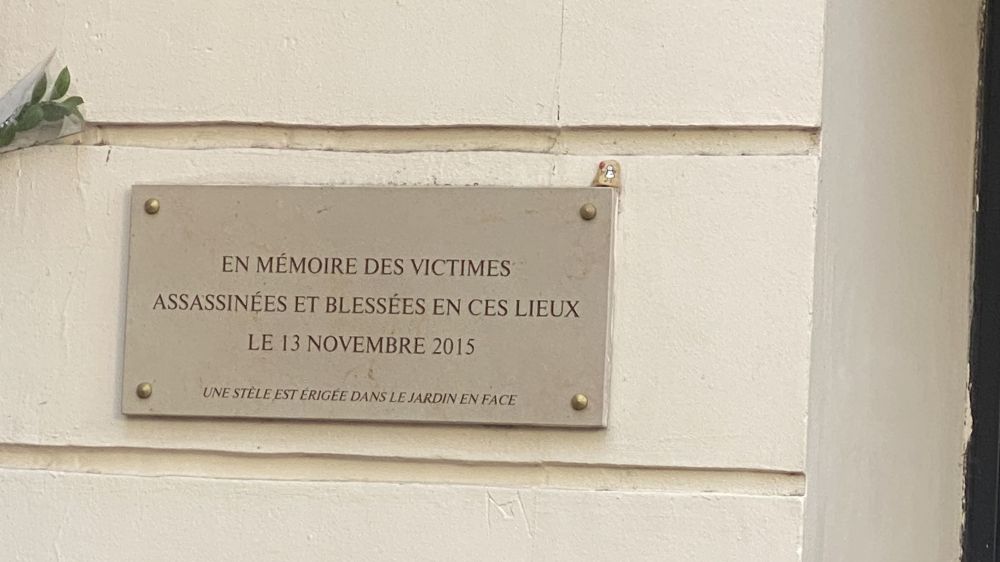 EN MÉMOIRE DES VICTIMES
ASSASSINÉES ET BLESSÉES EN CES LIEUX
LE 13 NOVEMBRE 2015
UNE STÈLE EST ÉRIGÉE DANS LE JARDIN EN FACE